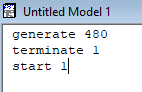 Untitled Model 1
generate 480
terminate 1
start 1